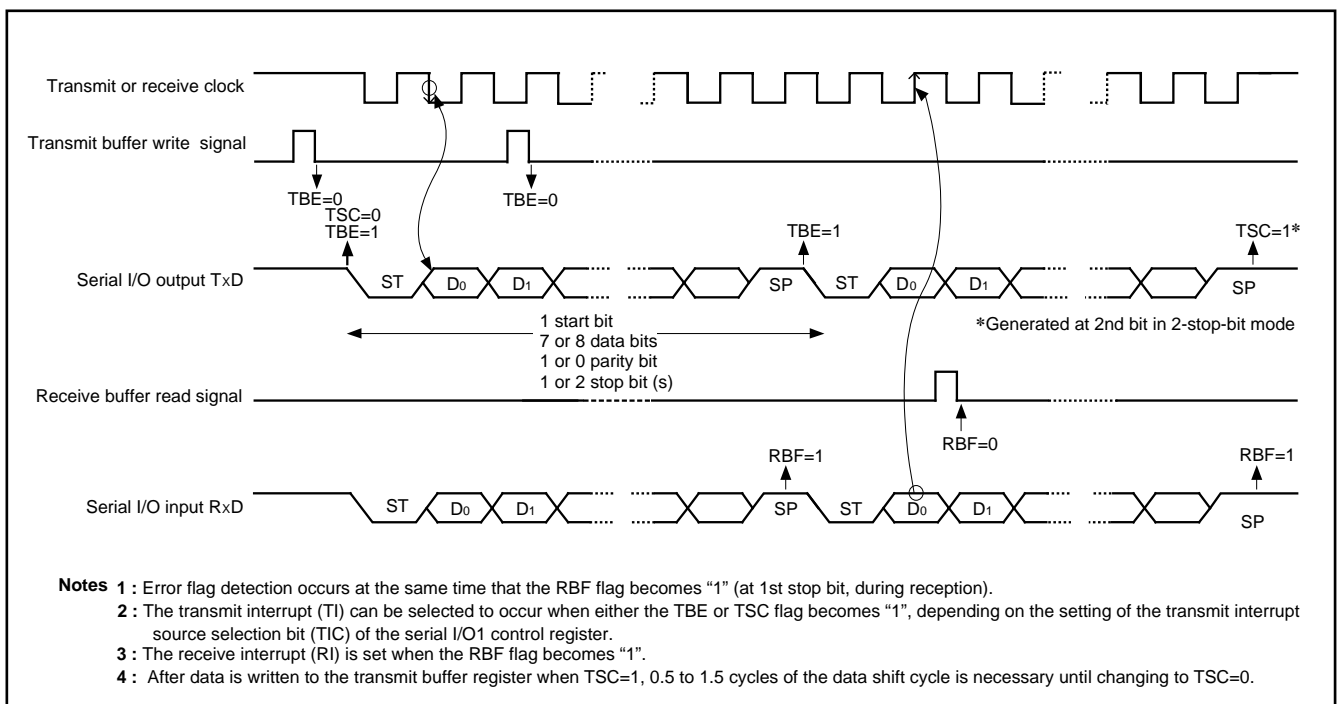 Transmit or receive clock
Transmit buffer write signal
TBE=0
TSC=0
TBE=1
TBE=0
TBE=1
TSC=1*
Serial I/O output TxD
ST
D0
D1
SP
ST
D0
D1
SP
1 start bit
7 or 8 data bits
1 or 0 parity bit
1 or 2 stop bit (s)
*Generated at 2nd bit in 2-stop-bit mode
Receive buffer read signal
RBF=0
RBF=1
RBF=1
Serial I/O input RxD
ST
D0
D1
SP
ST
D0
D1
SP
Notes 1 : Error flag detection occurs at the same time that the RBF flag becomes “1” (at 1st stop bit, during reception).
2 : The transmit interrupt (TI) can be selected to occur when either the TBE or TSC flag becomes “1”, depending on the setting of the transmit interrupt
source selection bit (TIC) of the serial I/O1 control register.
3 : The receive interrupt (RI) is set when the RBF flag becomes “1”.
4 : After data is written to the transmit buffer register when TSC=1, 0.5 to 1.5 cycles of the data shift cycle is necessary until changing to TSC=0.